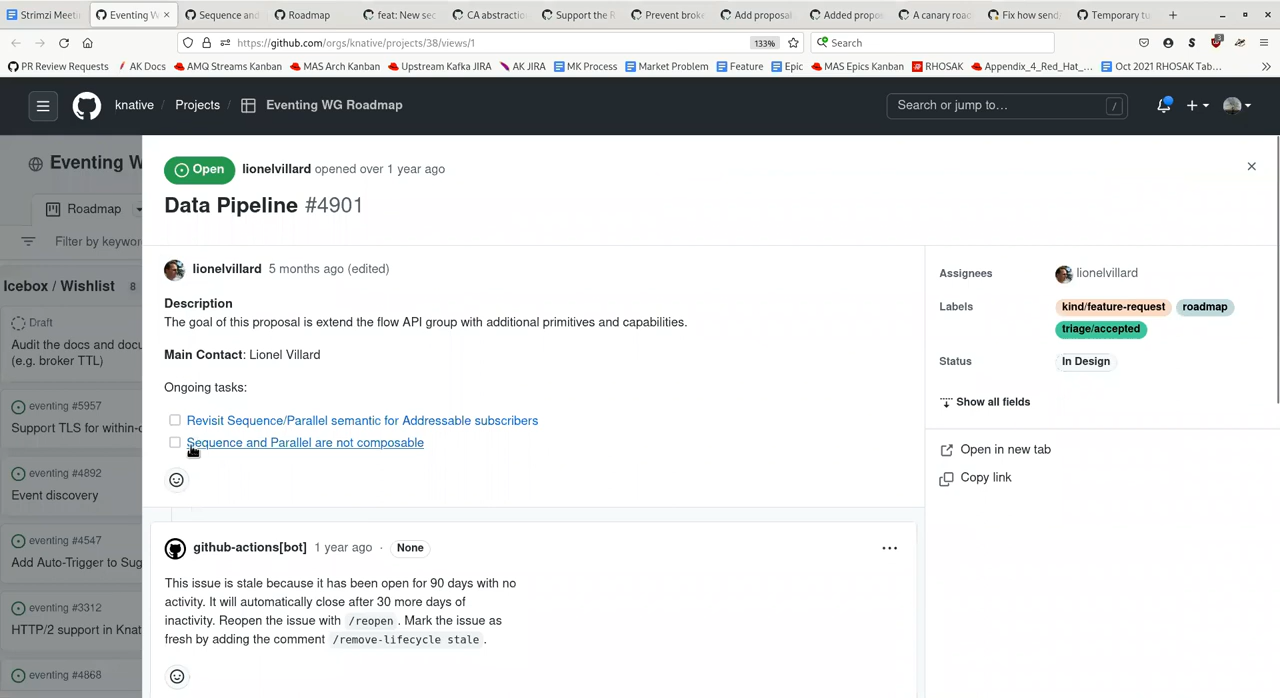 Strimzi Meeti
Eventing W
Sequence and
Roadmap
feat: New sec
CA abstractio
Support the R
Prevent broke
Add proposal
Added propo
A canary road
Fix how send
Temporary tu
https://github.com/orgs/knative/projects/38/views/1
133%
Search
3
PR Review Requests
AK Docs
AMQ Streams Kanban
MAS Arch Kanban
Upstream Kafka JIRA
AK JIRA
MK Process
Market Problem
Feature
Epic
MAS Epics Kanban
RHOSAK
Appendix_4_Red_Hat_...
Oct 2021 RHOSAK Tab...
knative / Projects / Eventing WG Roadmap
Search or jump to...
/
Eventing W
Roadmap
Filter by keywor
Icebox / Wishlist 8
Draft
Audit the docs and docu
(e.g. broker TTL)
eventing #5957
Support TLS for within-c
eventing #4892
Event discovery
eventing #4547
Add Auto-Trigger to Sug
eventing #3312
HTTP/2 support in Knat
eventing #4868
Open
lionelvillard opened over 1 year ago
Data Pipeline #4901
lionelvillard 5 months ago (edited)
Description
The goal of this proposal is extend the flow API group with additional primitives and capabilities.
Main Contact: Lionel Villard
Ongoing tasks:
Revisit Sequence/Parallel semantic for Addressable subscribers
Sequence and Parallel are not composable
github-actions[bot] 1 year ago · None
This issue is stale because it has been open for 90 days with no
activity. It will automatically close after 30 more days of
inactivity. Reopen the issue with /reopen . Mark the issue as
fresh by adding the comment /remove-lifecycle stale .
Assignees
lionelvillard
Labels
kind/feature-request
roadmap
triage/accepted
Status
In Design
Show all fields
Open in new tab
Copy link